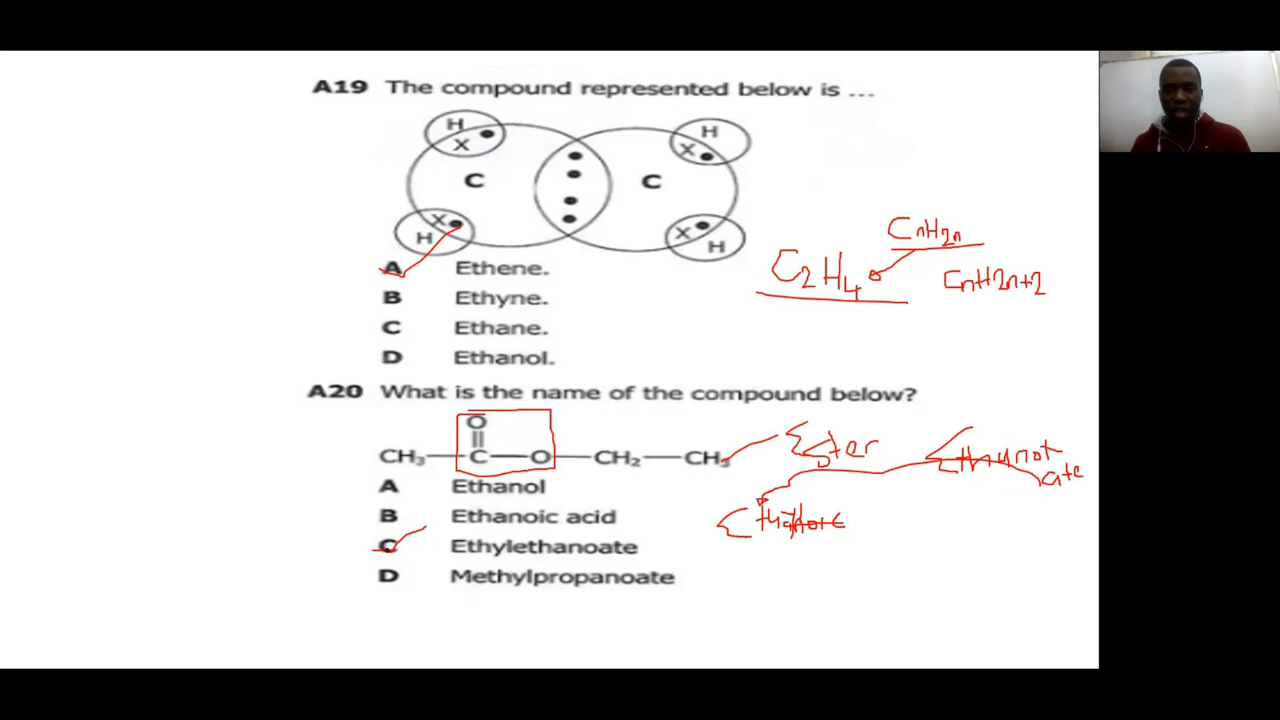 A19 The compound represented below is ...
H
X
H
X
C
C
X
H
X
H
CnH2n
C2H4
CnH2n+2
A Ethene.
B Ethyne.
C Ethane.
D Ethanol.
A20 What is the name of the compound below?
O
CH₃—C—O—CH₂—CH₃
Ester
A Ethanol
B Ethanoic acid
C Ethylethanoate
D Methylpropanoate